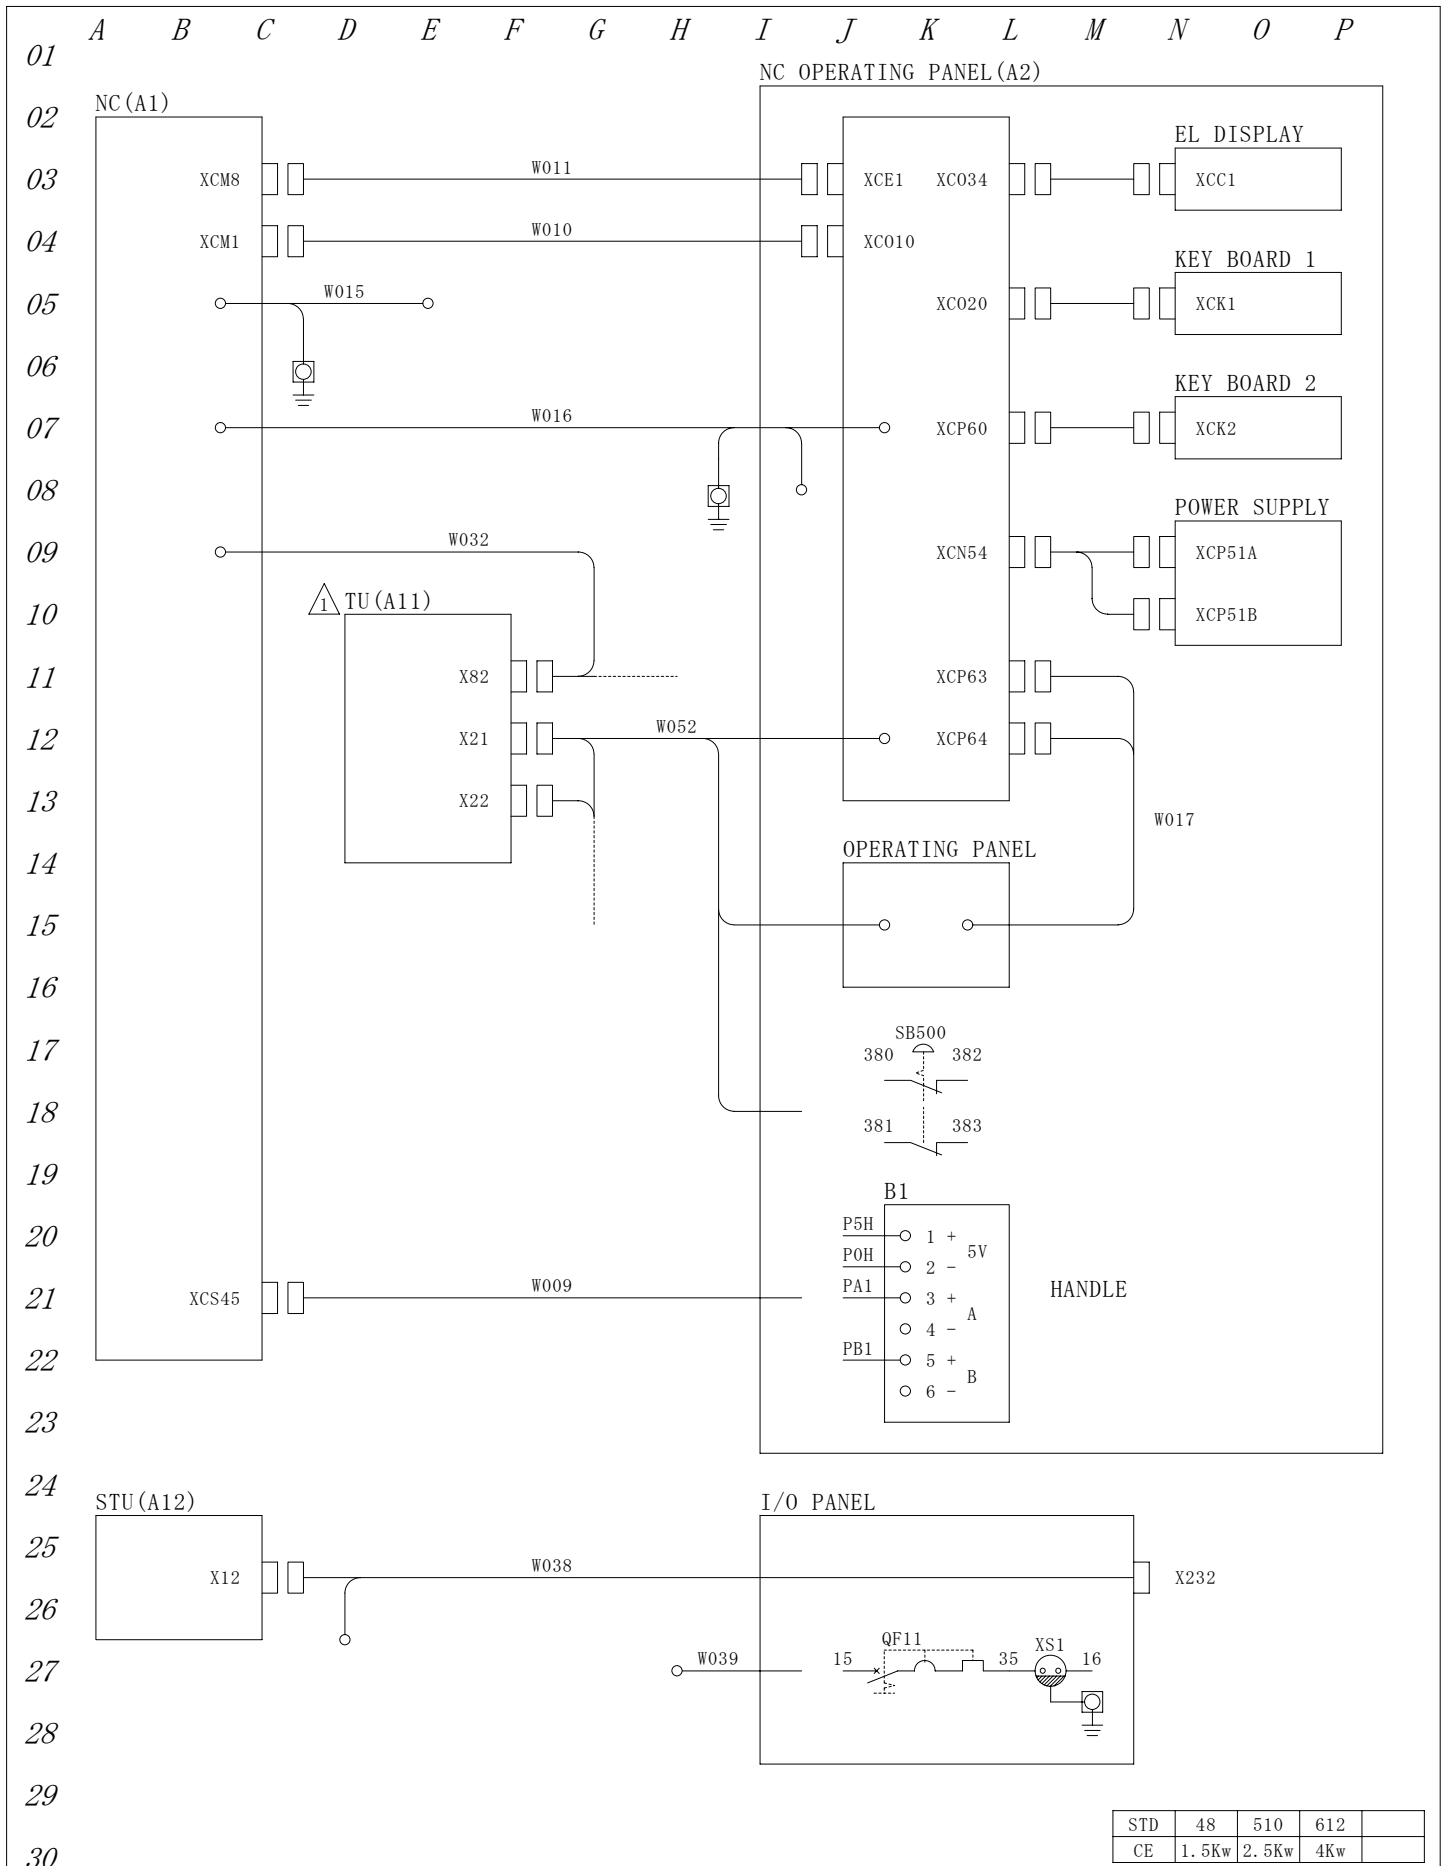 A B C D E F G H I J K L M N O P
01
NC OPERATING PANEL(A2)
02 NC(A1)
EL DISPLAY
03 XCM8 W011 XCE1 XCO34 XCC1
04 XCM1 W010 XCO10
KEY BOARD 1
05 W015 XCO20 XCK1
06
KEY BOARD 2
07 W016 XCP60 XCK2
08
POWER SUPPLY
09 W032 XCN54 XCP51A
1 TU(A11)
10 XCP51B
11 X82 XCP63
12 X21 W052 XCP64
13 X22
W017
14 OPERATING PANEL
15
16
SB500
17 380 382
18 381 383
19
B1
20 P5H 1 +
5V
P0H 2 -
21 XCS45 W009 PA1 3 + HANDLE
A
4 -
22 PB1 5 +
B
6 -
23
24
STU(A12) I/O PANEL
25
X12 W038 X232
26
QF11 XS1
27 W039 15 35 16
28
29
STD 48 510 612
CE 1.5Kw 2.5Kw 4Kw
30